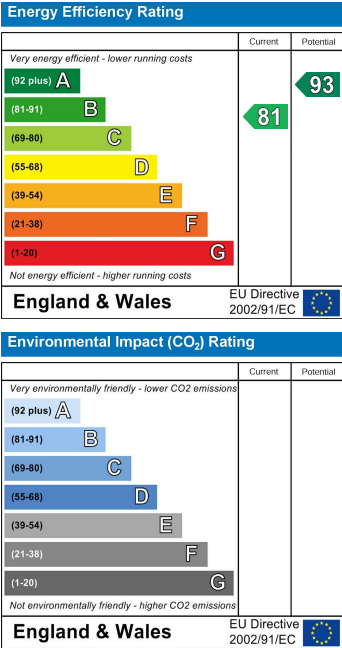 Energy Efficiency Rating
Current Potential
Very energy efficient - lower running costs
(92 plus) A
93
(81-91) B
81
(69-80) C
(55-68) D
(39-54) E
(21-38) F
(1-20) G
Not energy efficient - higher running costs
England & Wales
EU Directive
2002/91/EC
Environmental Impact (CO₂) Rating
Current Potential
Very environmentally friendly - lower CO2 emissions
(92 plus) A
(81-91) B
(69-80) C
(55-68) D
(39-54) E
(21-38) F
(1-20) G
Not environmentally friendly - higher CO2 emissions
England & Wales
EU Directive
2002/91/EC